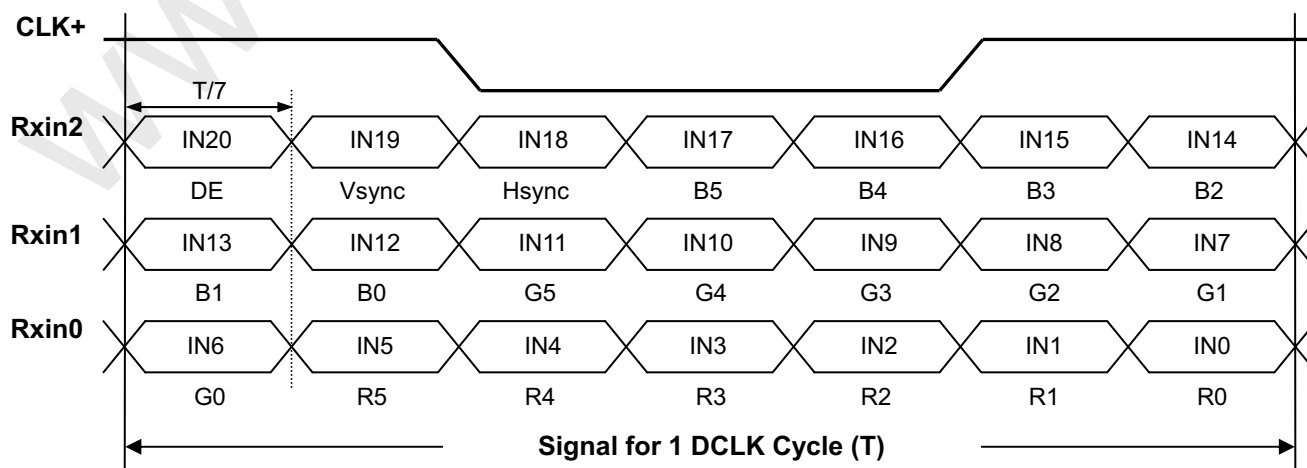 CLK+
T/7
Rxin2 IN20 IN19 IN18 IN17 IN16 IN15 IN14
DE Vsync Hsync B5 B4 B3 B2
Rxin1 IN13 IN12 IN11 IN10 IN9 IN8 IN7
B1 B0 G5 G4 G3 G2 G1
Rxin0 IN6 IN5 IN4 IN3 IN2 IN1 IN0
G0 R5 R4 R3 R2 R1 R0
Signal for 1 DCLK Cycle (T)